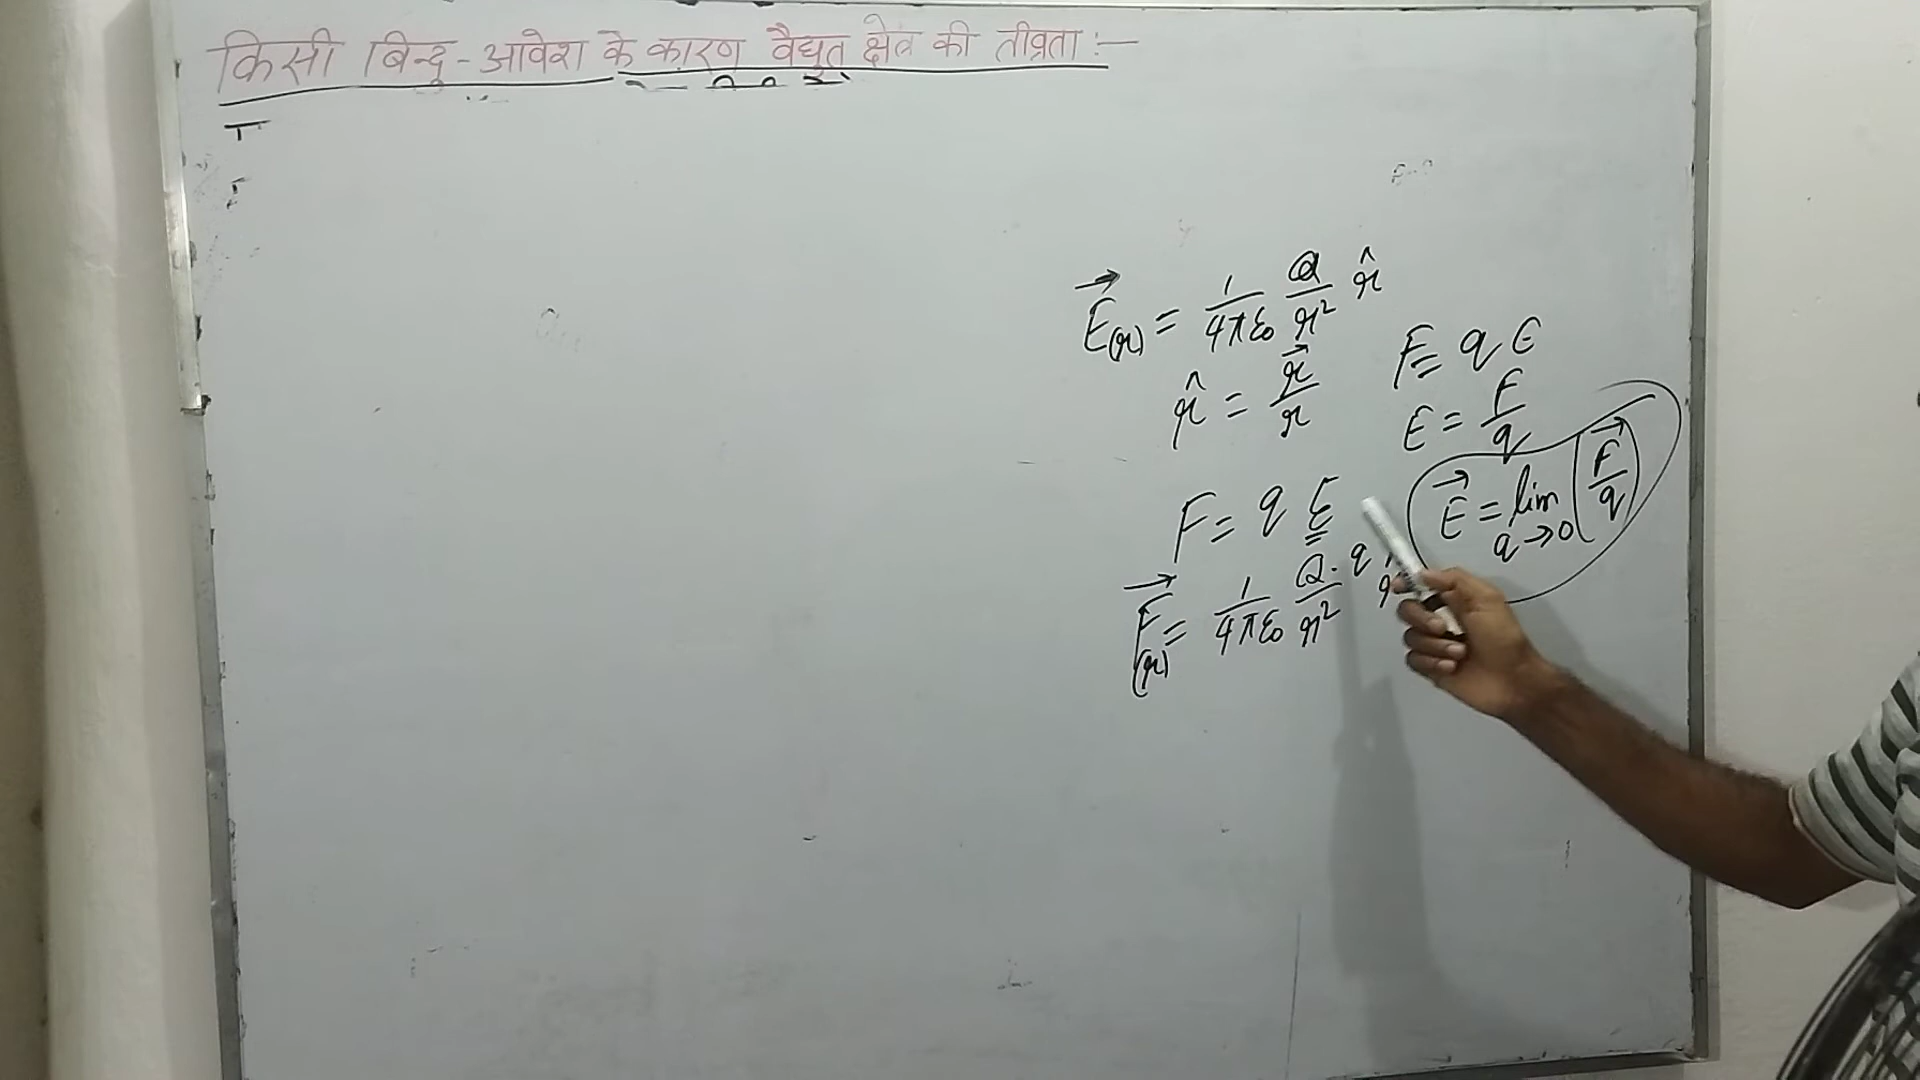 किसी बिन्दु-आवेश के कारण वैद्युत क्षेत्र की तीव्रता :—
E⃗(r) = 1/4πε₀ Q/r² r̂
r̂ = r⃗/r
F = q E
F⃗(r) = 1/4πε₀ Q·q/r² r̂
F = q E
E = F/q
E⃗ = lim q→0 (F⃗/q)